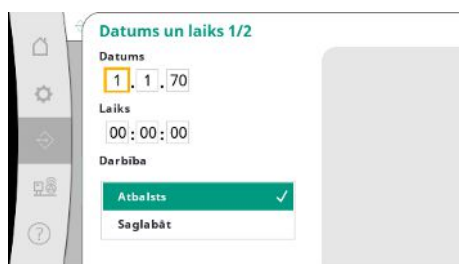 Datums un laiks 1/2
Datums
1 . 1 . 70
Laiks
00 : 00 : 00
Darbība
Atbalsts ✓
Saglabāt
?